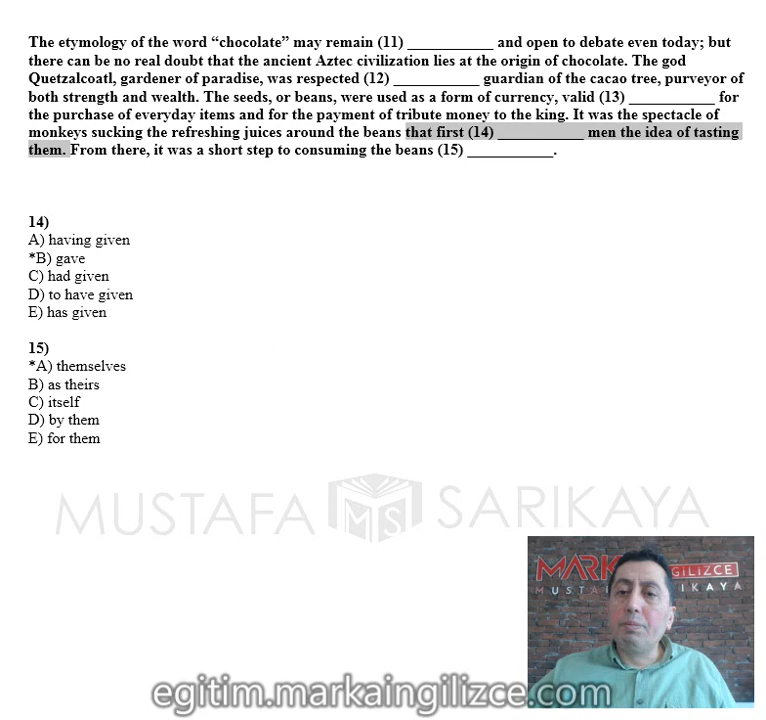 The etymology of the word “chocolate” may remain (11) ____________ and open to debate even today; but
there can be no real doubt that the ancient Aztec civilization lies at the origin of chocolate. The god
Quetzalcoatl, gardener of paradise, was respected (12) ____________ guardian of the cacao tree, purveyor of
both strength and wealth. The seeds, or beans, were used as a form of currency, valid (13) ____________ for
the purchase of everyday items and for the payment of tribute money to the king. It was the spectacle of
monkeys sucking the refreshing juices around the beans that first (14) ____________ men the idea of tasting
them. From there, it was a short step to consuming the beans (15) ____________.
14)
A) having given
*B) gave
C) had given
D) to have given
E) has given
15)
*A) themselves
B) as theirs
C) itself
D) by them
E) for them
MUSTAFA MS SARIKAYA
egitim.markaingilizce.com